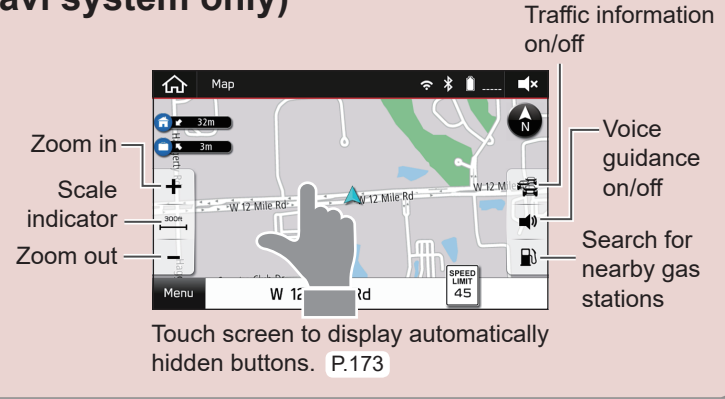 avi system only)
Traffic information
on/off
Map
32m
3m
N
Zoom in
Scale
indicator
Zoom out
300ft
W 12 Mile Rd
W 12 Mile Rd
W 12 Mile
Voice
guidance
on/off
Search for
nearby gas
stations
Menu
W 12
Rd
SPEED
LIMIT
45
Touch screen to display automatically
hidden buttons. P.173